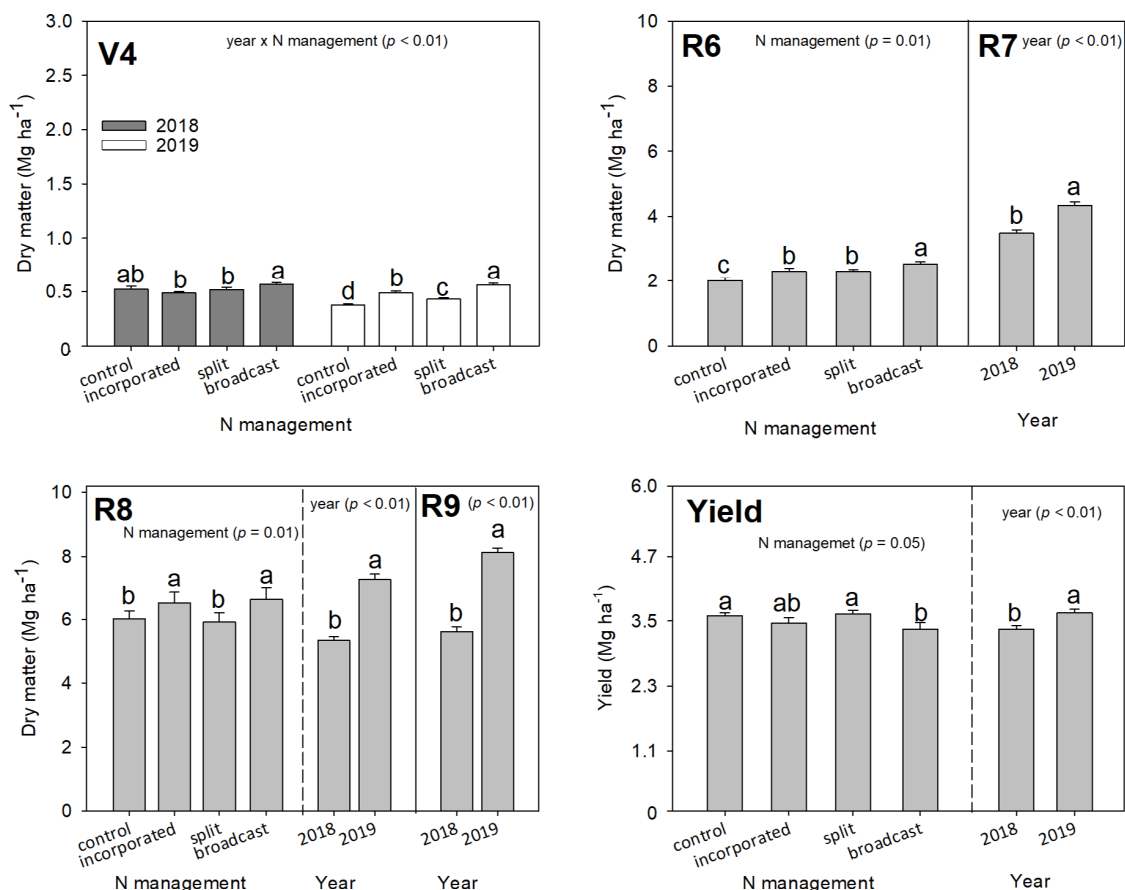 V4
year x N management (p < 0.01)
2018
2019
Dry matter (Mg ha⁻¹)
3.0
2.5
2.0
1.5
1.0
0.5
0
ab
b
b
a
d
b
c
a
control
incorporated
split
broadcast
control
incorporated
split
broadcast
N management
R6
N management (p = 0.01)
R7
year (p < 0.01)
Dry matter (Mg ha⁻¹)
10
8
6
4
2
0
c
b
b
a
b
a
control
incorporated
split
broadcast
2018
2019
N management
Year
R8
N management (p = 0.01)
year (p < 0.01)
R9
(p < 0.01)
Dry matter (Mg ha⁻¹)
10
8
6
4
2
0
b
a
b
a
b
a
b
a
control
incorporated
split
broadcast
2018
2019
2018
2019
N management
Year
Year
Yield
N managemet (p = 0.05)
year (p < 0.01)
Yield (Mg ha⁻¹)
6.0
4.7
3.5
2.3
1.1
0
a
ab
a
b
b
a
control
incorporated
split
broadcast
2018
2019
N management
Year